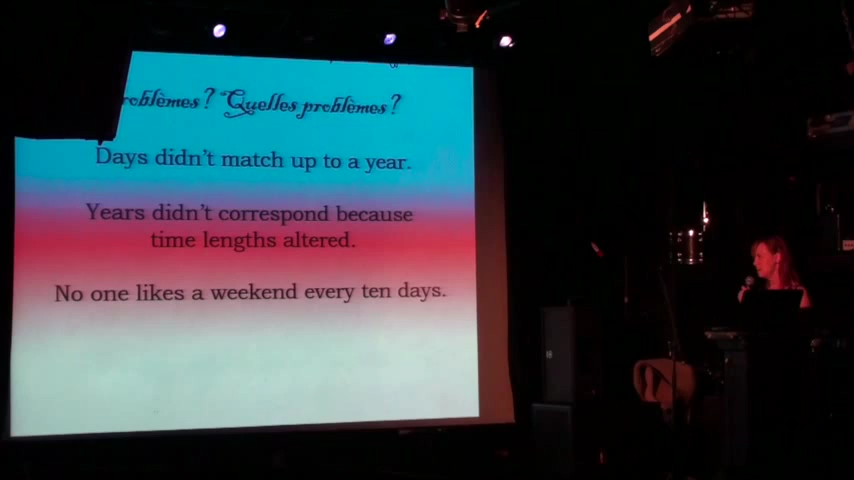 roblèmes? Quelles problèmes?
Days didn't match up to a year.
Years didn't correspond because
time lengths altered.
No one likes a weekend every ten days.